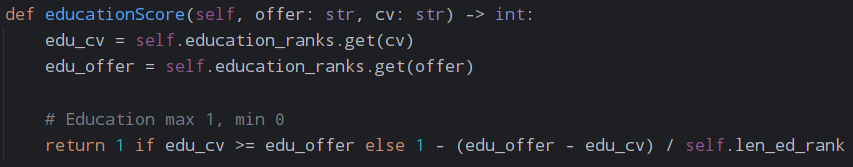 def educationScore(self, offer: str, cv: str) -> int:
    edu_cv = self.education_ranks.get(cv)
    edu_offer = self.education_ranks.get(offer)

    # Education max 1, min 0
    return 1 if edu_cv >= edu_offer else 1 - (edu_offer - edu_cv) / self.len_ed_rank